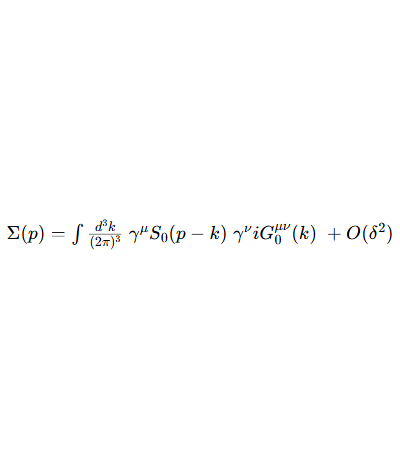 Σ(p) = ∫ d³k/(2π)³ γ^μ S₀(p − k) γ^ν iG₀^{μν}(k) + O(δ²)